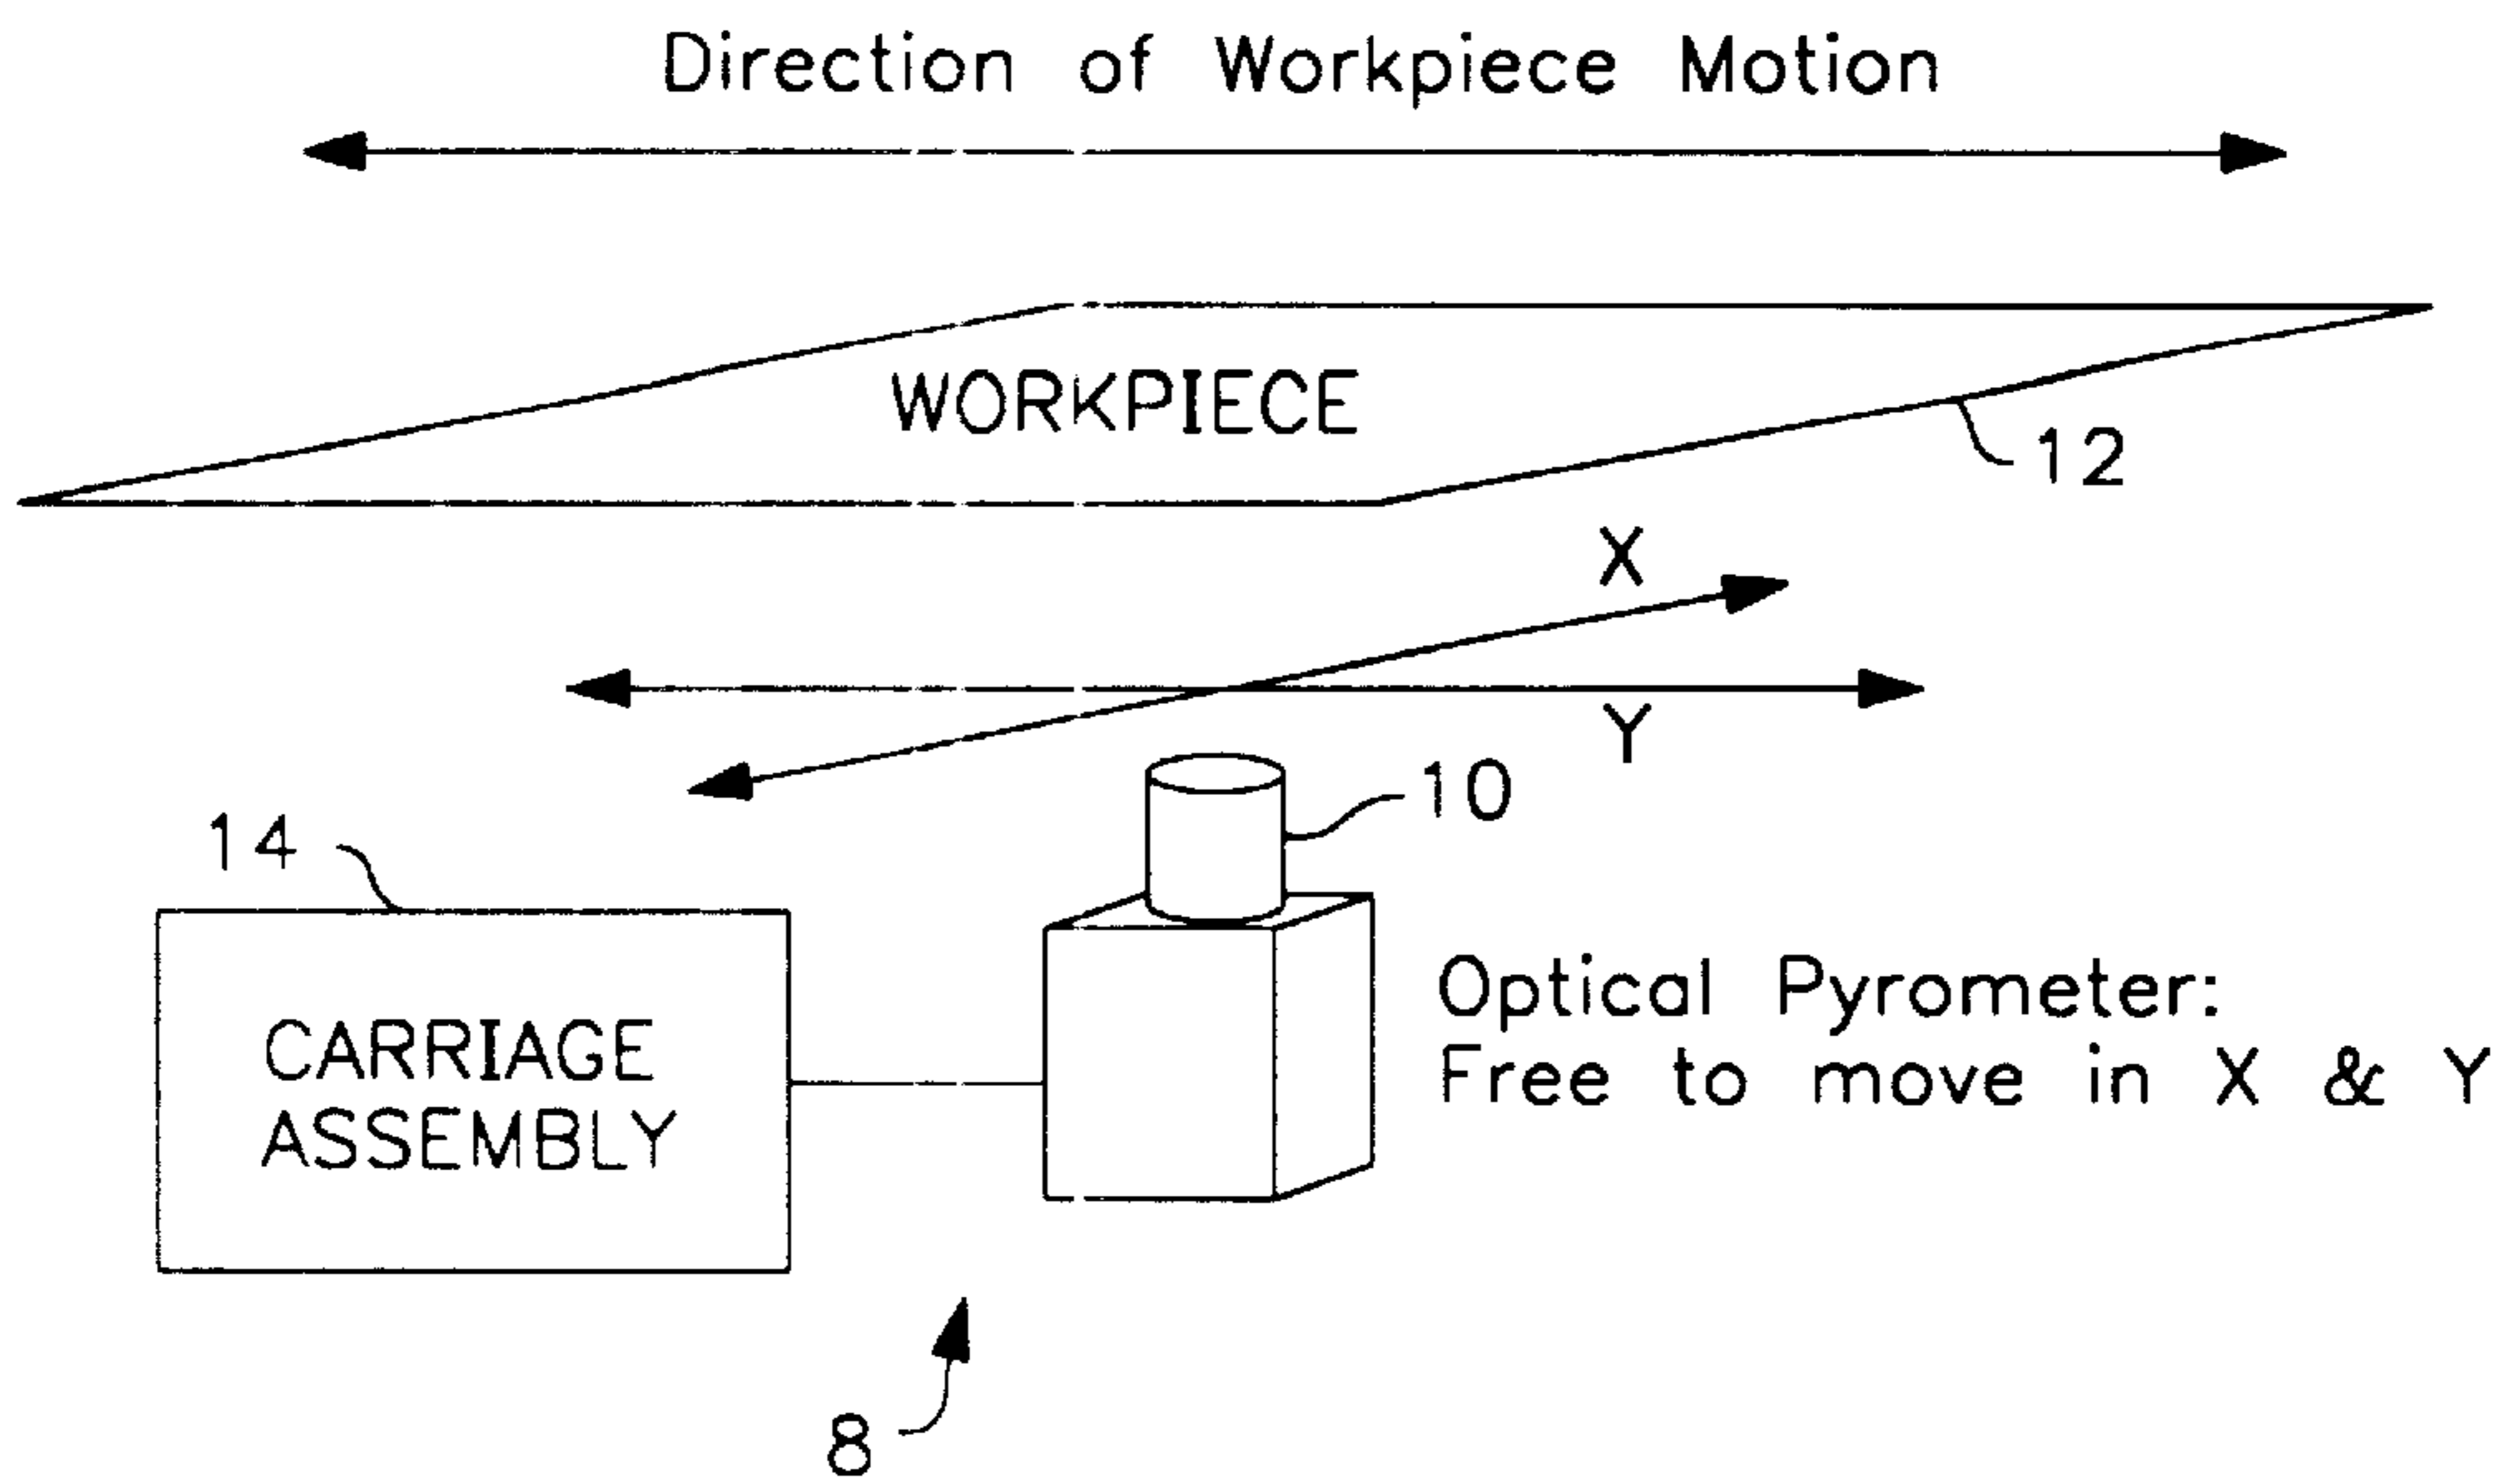 Direction of Workpiece Motion
WORKPIECE
12
X
Y
10
14
CARRIAGE
ASSEMBLY
Optical Pyrometer:
Free to move in X & Y
8